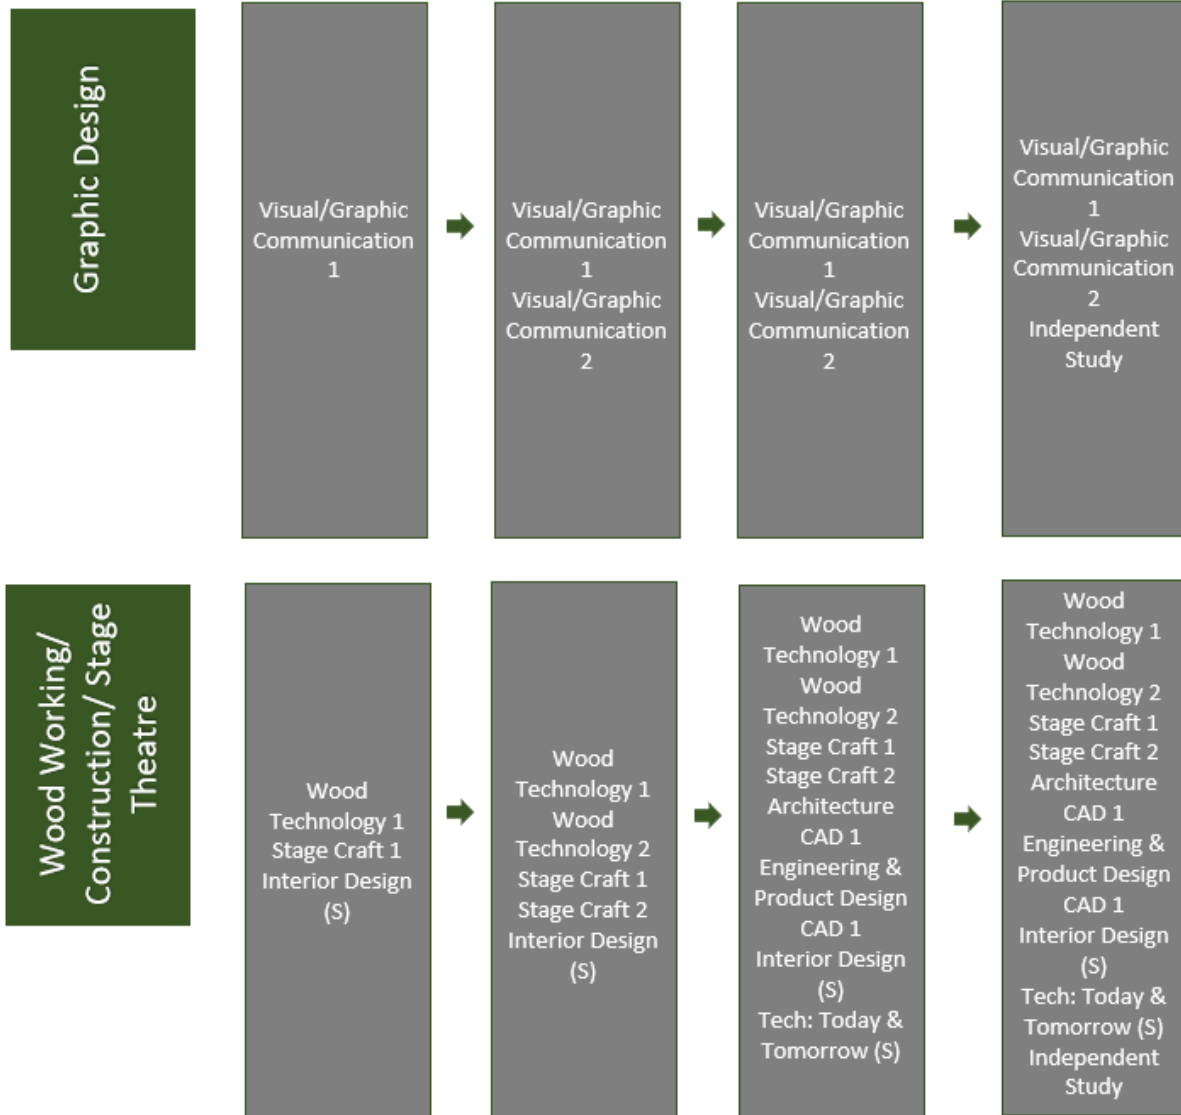 Graphic Design
Visual/Graphic
Communication
1
Visual/Graphic
Communication
1
Visual/Graphic
Communication
2
Visual/Graphic
Communication
1
Visual/Graphic
Communication
2
Visual/Graphic
Communication
1
Visual/Graphic
Communication
2
Independent
Study
Wood Working/
Construction/ Stage
Theatre
Wood
Technology 1
Stage Craft 1
Interior Design
(S)
Wood
Technology 1
Wood
Technology 2
Stage Craft 1
Stage Craft 2
Interior Design
(S)
Wood
Technology 1
Wood
Technology 2
Stage Craft 1
Stage Craft 2
Architecture
CAD 1
Engineering &
Product Design
CAD 1
Interior Design
(S)
Tech: Today &
Tomorrow (S)
Wood
Technology 1
Wood
Technology 2
Stage Craft 1
Stage Craft 2
Architecture
CAD 1
Engineering &
Product Design
CAD 1
Interior Design
(S)
Tech: Today &
Tomorrow (S)
Independent
Study